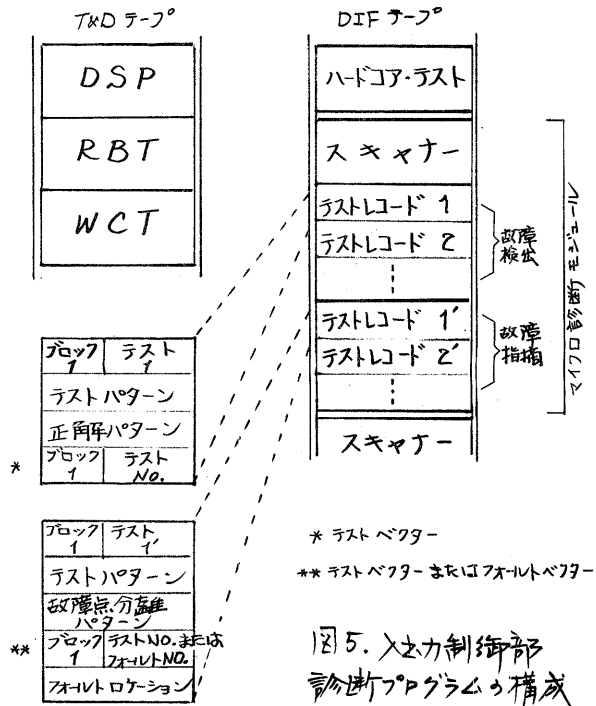 T&D テープ
DSP
RBT
WCT
DIF テープ
ハードコア・テスト
スキャナー
テストレコード 1
テストレコード 2
故障
検出
テストレコード 1′
テストレコード 2′
故障
指摘
スキャナー
マイクロ診断モジュール
ブロック 1 テスト 1
テストパターン
正解パターン
* ブロック 1 テスト No.
ブロック 1 テスト 1′
テストパターン
故障点分離
パターン
** ブロック 1 テストNO.または
フォールトNO.
フォールトロケーション
* テストベクター
** テストベクターまたはフォールトベクター
図5. 入出力制御部
診断プログラムの構成